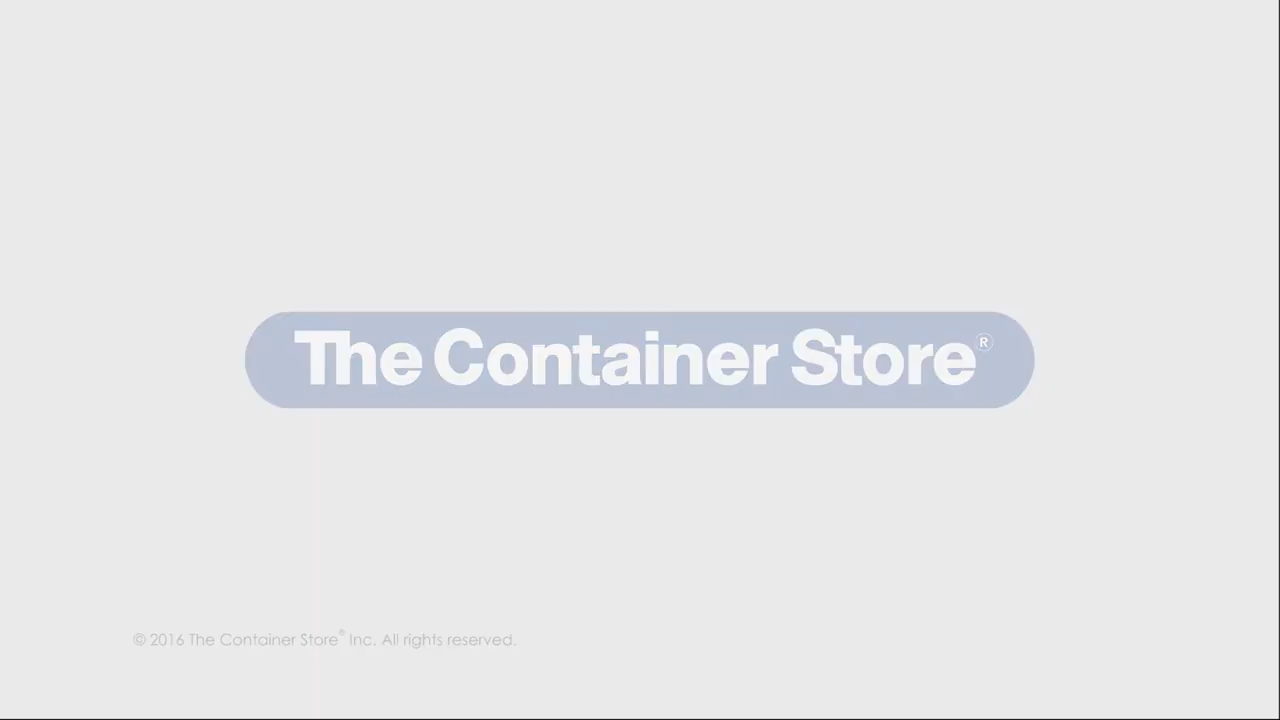 The Container Store®
© 2016 The Container Store® Inc. All rights reserved.